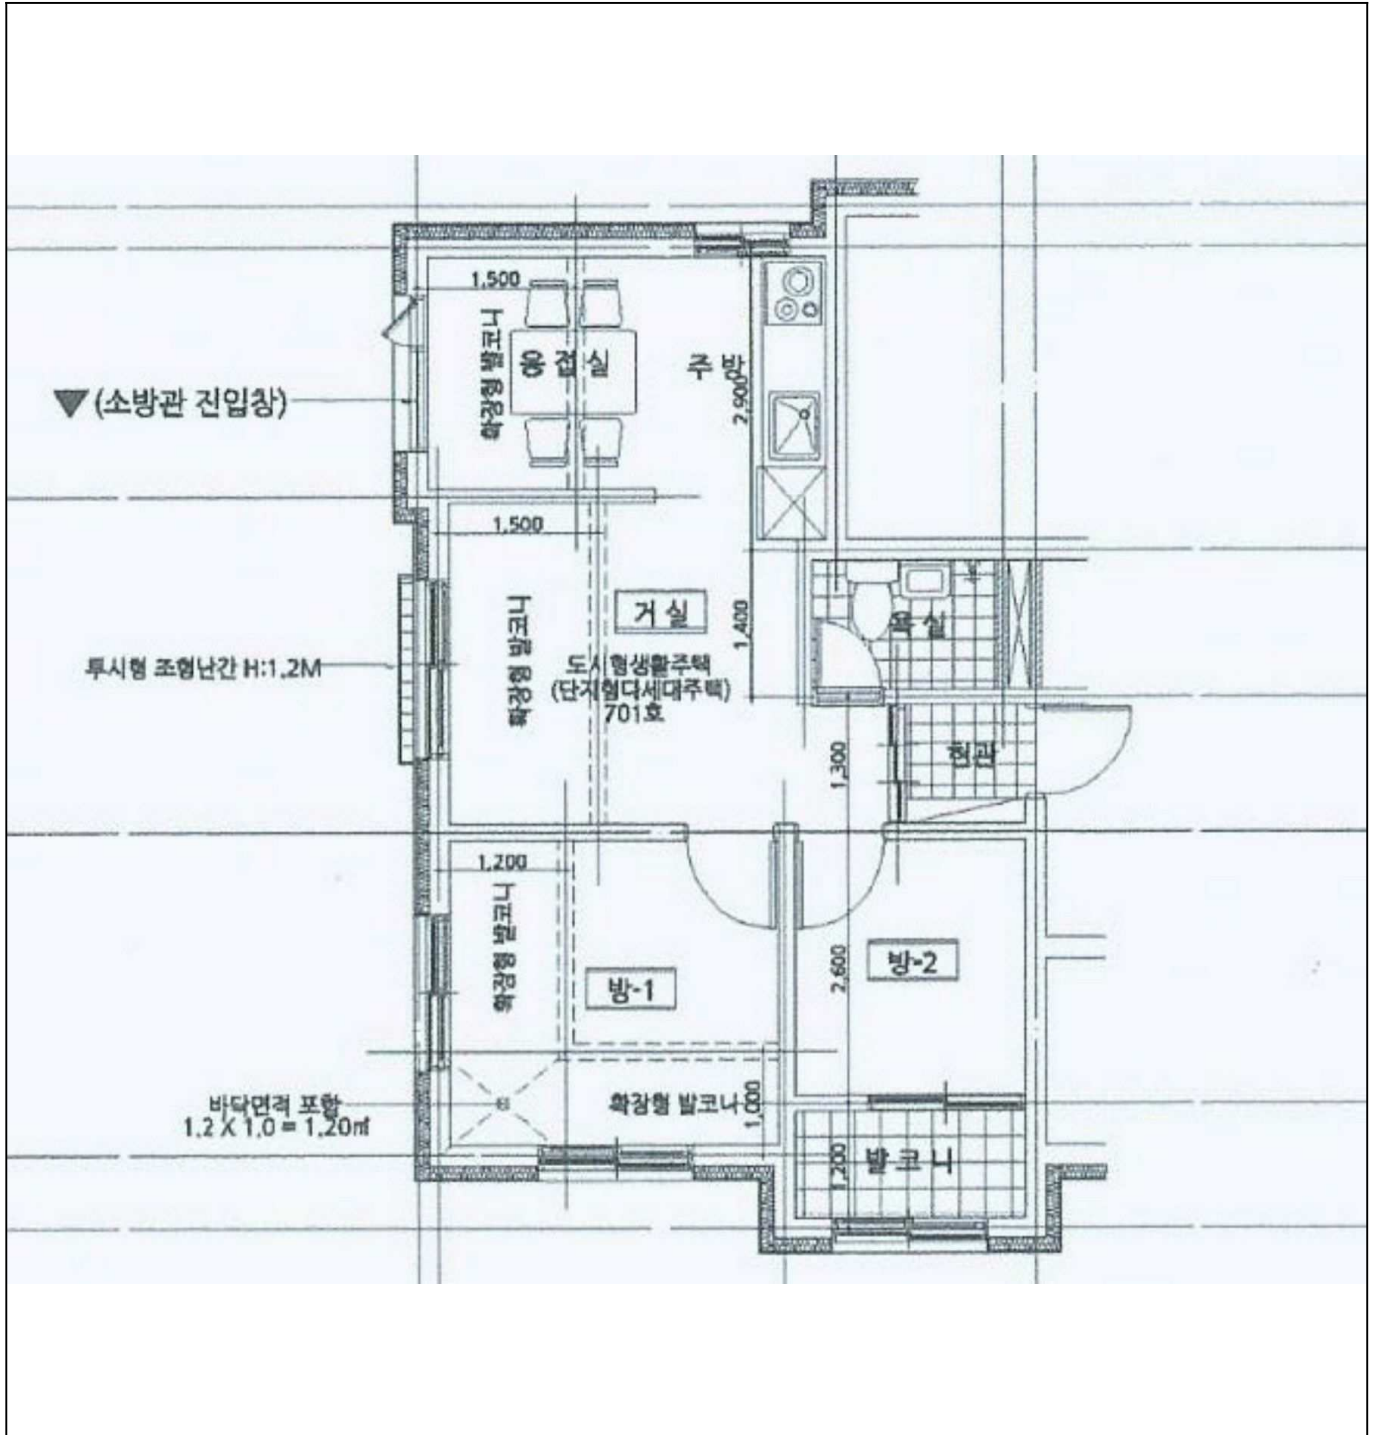 1,500
확장형 발코니
응접실
주방
2,900
(소방관 진입창)
1,500
확장형 발코니
거실
1,400
욕실
투시형 조형난간 H:1.2M
도시형생활주택
(단지형다세대주택)
701호
1,300
현관
1,200
확장형 발코니
방-1
2,600
방-2
바닥면적 포함
1.2 X 1.0 = 1.20㎡
확장형 발코니
1,000
1,200
발코니